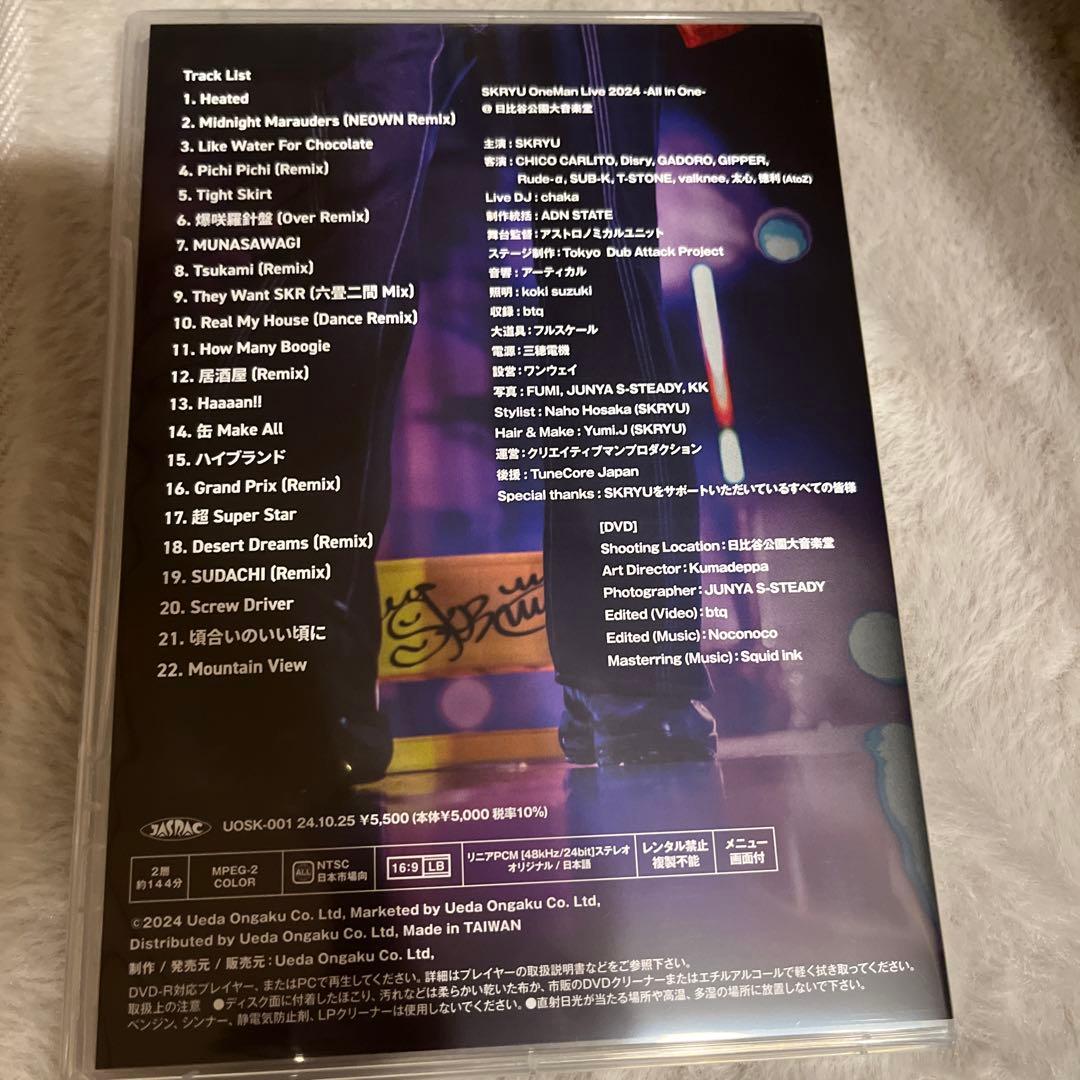 Track List
1. Heated
2. Midnight Marauders (NEOWN Remix)
3. Like Water For Chocolate
4. Pichi Pichi (Remix)
5. Tight Skirt
6. 爆咲羅針盤 (Over Remix)
7. MUNASAWAGI
8. Tsukami (Remix)
9. They Want SKR (六畳二間 Mix)
10. Real My House (Dance Remix)
11. How Many Boogie
12. 居酒屋 (Remix)
13. Haaaan!!
14. 缶 Make All
15. ハイブランド
16. Grand Prix (Remix)
17. 超 Super Star
18. Desert Dreams (Remix)
19. SUDACHI (Remix)
20. Screw Driver
21. 頃合いのいい頃に
22. Mountain View
SKRYU OneMan Live 2024 -All in One-
@ 日比谷公園大音楽堂
主演 : SKRYU
客演 : CHICO CARLITO, Disry, GADORO, GIPPER,
Rude-α, SUB-K, T-STONE, valknee, 太心, 徳利 (AtoZ)
Live DJ : chaka
制作統括 : ADN STATE
舞台監督 : アストロノミカルユニット
ステージ制作 : Tokyo Dub Attack Project
音響 : アーティカル
照明 : koki suzuki
収録 : btq
大道具 : フルスケール
電源 : 三穂電機
設営 : ワンウェイ
写真 : FUMI, JUNYA S-STEADY, KK
Stylist : Naho Hosaka (SKRYU)
Hair & Make : Yumi.J (SKRYU)
運営 : クリエイティブマンプロダクション
後援 : TuneCore Japan
Special thanks : SKRYUをサポートいただいているすべての皆様
[DVD]
Shooting Location : 日比谷公園大音楽堂
Art Director : Kumadeppa
Photographer : JUNYA S-STEADY
Edited (Video) : btq
Edited (Music) : Noconoco
Masterring (Music) : Squid Ink
JASRAC UOSK-001 24.10.25 ¥5,500 (本体¥5,000 税率10%)
2層
約144分
MPEG-2
COLOR
ALL
NTSC
日本市場向
16:9 LB
リニアPCM [48kHz/24bit]ステレオ
オリジナル / 日本語
レンタル禁止
複製不能
メニュー
画面付
©2024 Ueda Ongaku Co. Ltd, Marketed by Ueda Ongaku Co. Ltd,
Distributed by Ueda Ongaku Co. Ltd, Made in TAIWAN
制作 / 発売元 / 販売元 : Ueda Ongaku Co. Ltd,
DVD-R対応プレイヤー、またはPCで再生してください。詳細はプレイヤーの取扱説明書などをご参照下さい。
取扱上の注意 ●ディスク面に付着したほこり、汚れなどは柔らかい乾いた布か、市販のDVDクリーナーまたはエチルアルコールで軽く拭き取ってください。
ベンジン、シンナー、静電気防止剤、LPクリーナーは使用しないでください。●直射日光が当たる場所や高温、多湿の場所に放置しないで下さい。